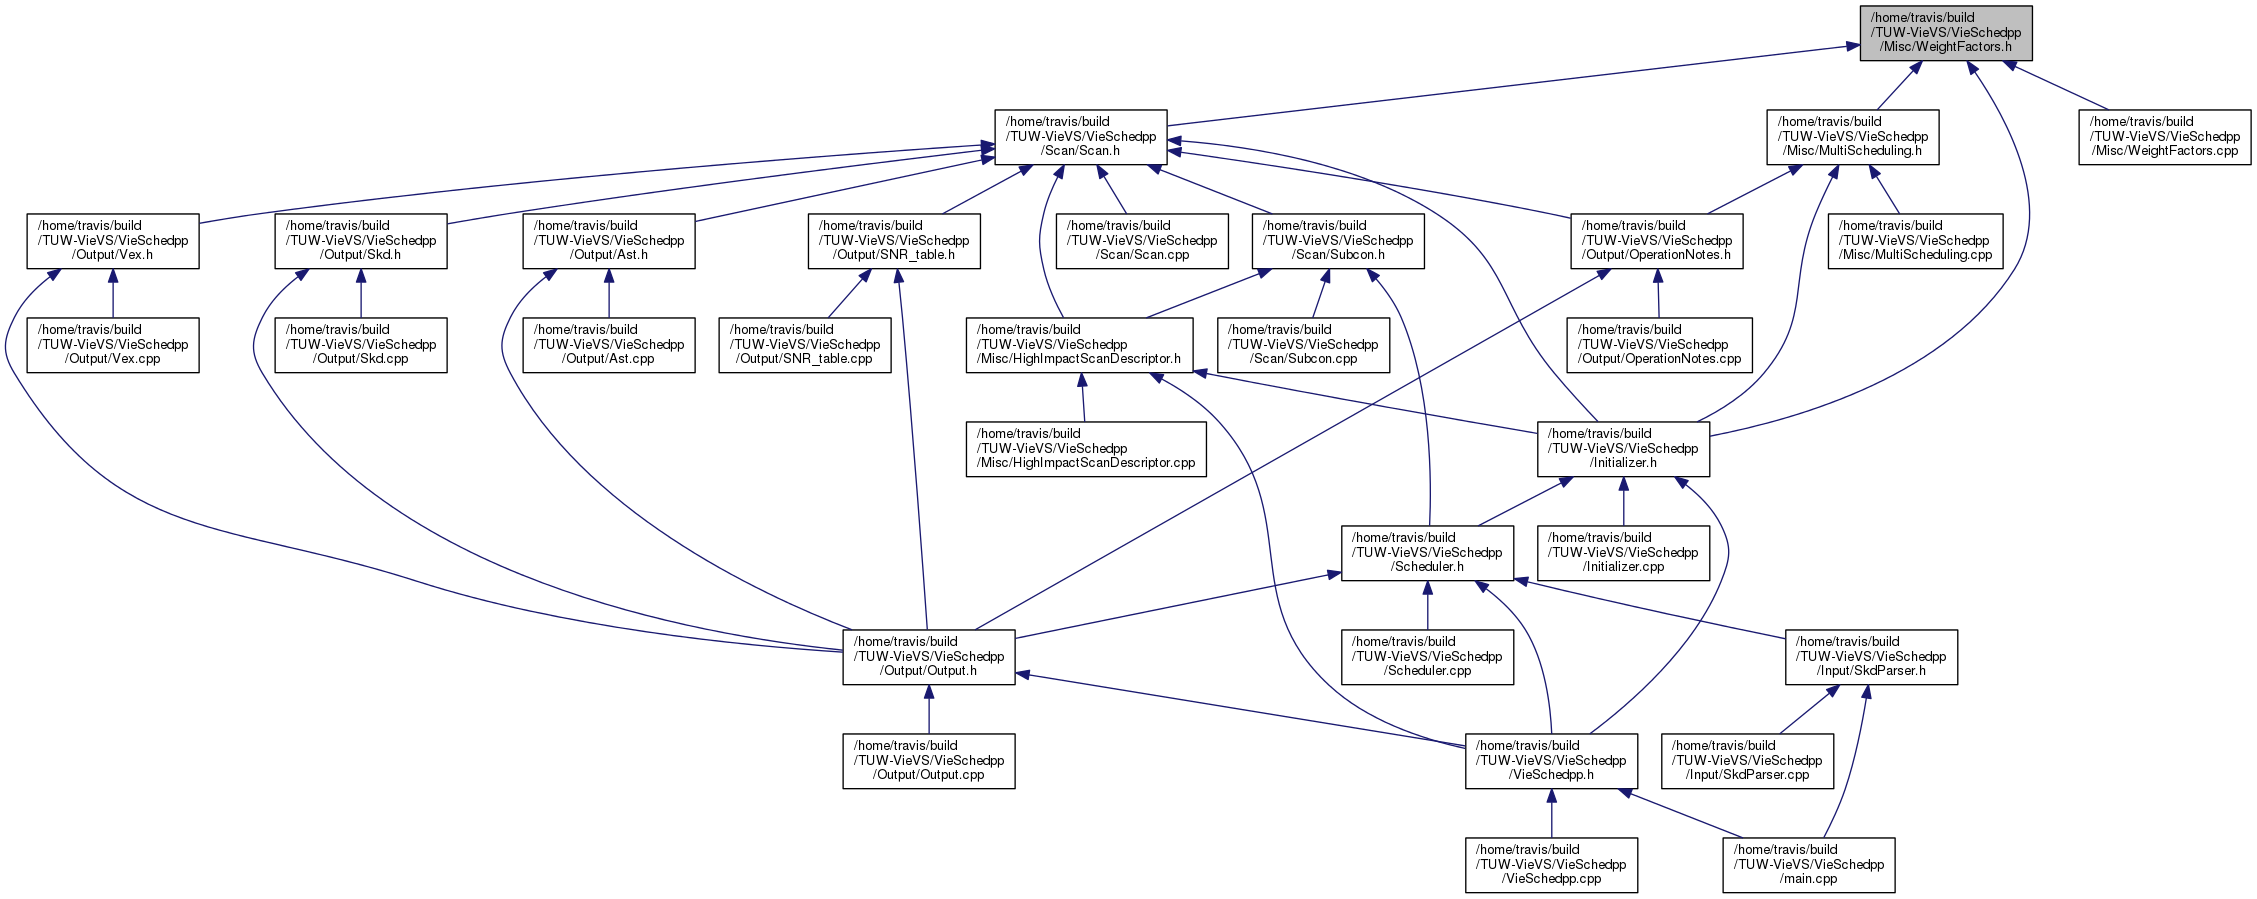 /home/travis/build
/TUW-VieVS/VieSchedpp
/Misc/WeightFactors.h
/home/travis/build
/TUW-VieVS/VieSchedpp
/Scan/Scan.h
/home/travis/build
/TUW-VieVS/VieSchedpp
/Misc/MultiScheduling.h
/home/travis/build
/TUW-VieVS/VieSchedpp
/Misc/WeightFactors.cpp
/home/travis/build
/TUW-VieVS/VieSchedpp
/Output/Vex.h
/home/travis/build
/TUW-VieVS/VieSchedpp
/Output/Skd.h
/home/travis/build
/TUW-VieVS/VieSchedpp
/Output/Ast.h
/home/travis/build
/TUW-VieVS/VieSchedpp
/Output/SNR_table.h
/home/travis/build
/TUW-VieVS/VieSchedpp
/Scan/Scan.cpp
/home/travis/build
/TUW-VieVS/VieSchedpp
/Scan/Subcon.h
/home/travis/build
/TUW-VieVS/VieSchedpp
/Output/OperationNotes.h
/home/travis/build
/TUW-VieVS/VieSchedpp
/Misc/MultiScheduling.cpp
/home/travis/build
/TUW-VieVS/VieSchedpp
/Output/Vex.cpp
/home/travis/build
/TUW-VieVS/VieSchedpp
/Output/Skd.cpp
/home/travis/build
/TUW-VieVS/VieSchedpp
/Output/Ast.cpp
/home/travis/build
/TUW-VieVS/VieSchedpp
/Output/SNR_table.cpp
/home/travis/build
/TUW-VieVS/VieSchedpp
/Misc/HighImpactScanDescriptor.h
/home/travis/build
/TUW-VieVS/VieSchedpp
/Scan/Subcon.cpp
/home/travis/build
/TUW-VieVS/VieSchedpp
/Output/OperationNotes.cpp
/home/travis/build
/TUW-VieVS/VieSchedpp
/Misc/HighImpactScanDescriptor.cpp
/home/travis/build
/TUW-VieVS/VieSchedpp
/Initializer.h
/home/travis/build
/TUW-VieVS/VieSchedpp
/Scheduler.h
/home/travis/build
/TUW-VieVS/VieSchedpp
/Initializer.cpp
/home/travis/build
/TUW-VieVS/VieSchedpp
/Output/Output.h
/home/travis/build
/TUW-VieVS/VieSchedpp
/Scheduler.cpp
/home/travis/build
/TUW-VieVS/VieSchedpp
/Input/SkdParser.h
/home/travis/build
/TUW-VieVS/VieSchedpp
/Output/Output.cpp
/home/travis/build
/TUW-VieVS/VieSchedpp
/VieSchedpp.h
/home/travis/build
/TUW-VieVS/VieSchedpp
/Input/SkdParser.cpp
/home/travis/build
/TUW-VieVS/VieSchedpp
/VieSchedpp.cpp
/home/travis/build
/TUW-VieVS/VieSchedpp
/main.cpp